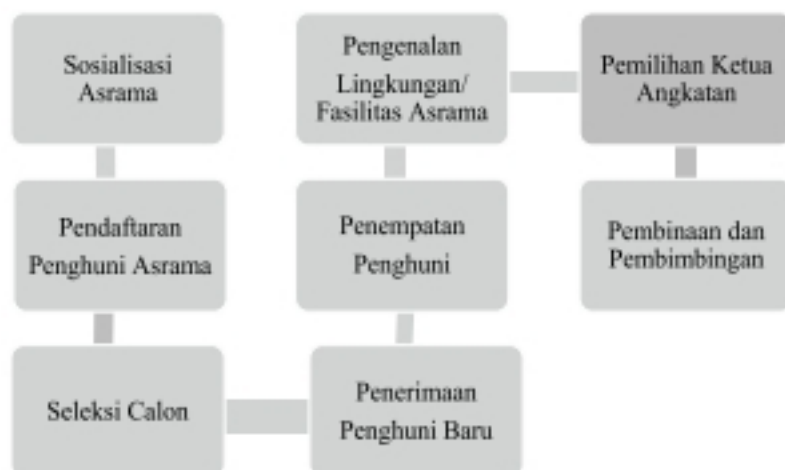 Sosialisasi
Asrama
Pendaftaran
Penghuni Asrama
Seleksi Calon
Penerimaan
Penghuni Baru
Penempatan
Penghuni
Pengenalan
Lingkungan/
Fasilitas Asrama
Pemilihan Ketua
Angkatan
Pembinaan dan
Pembimbingan